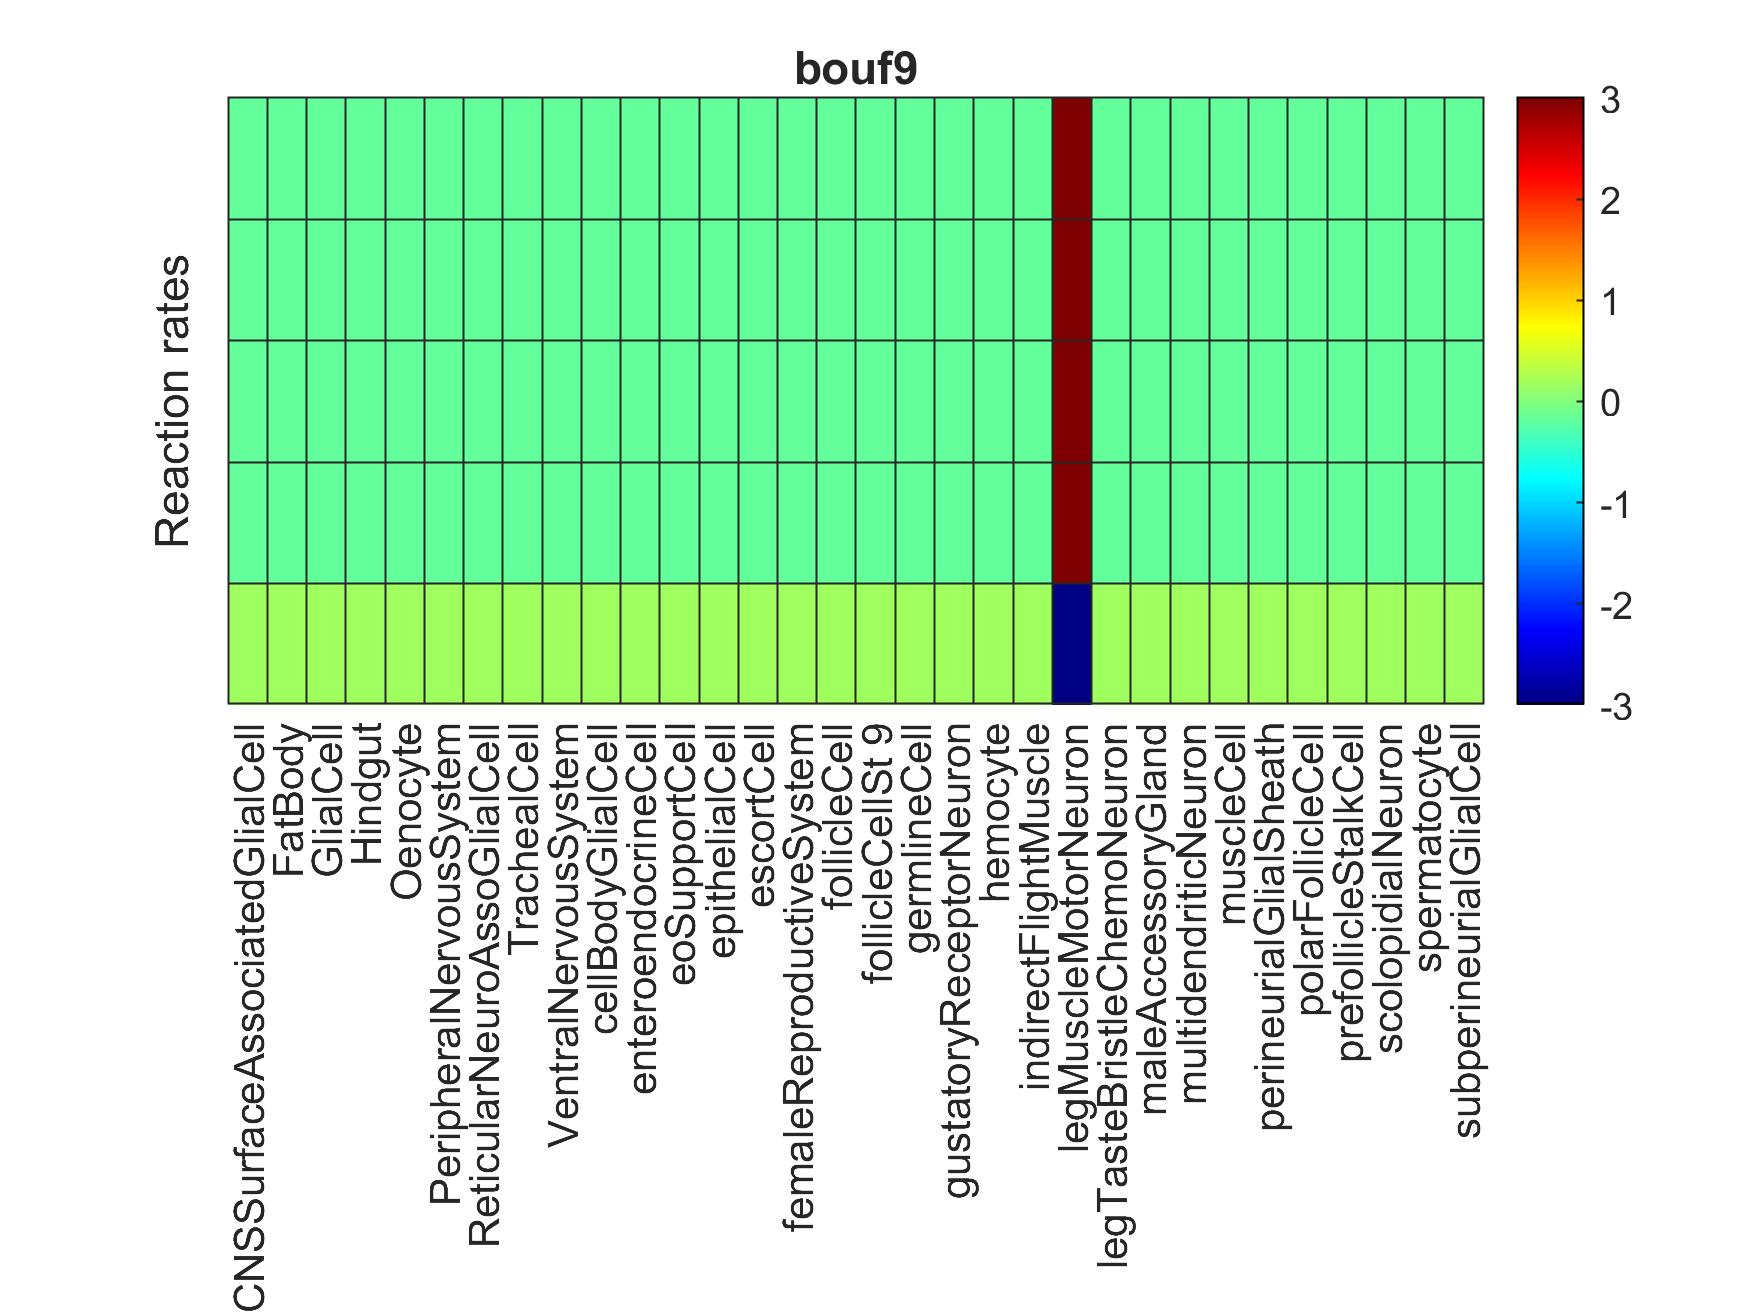 bouf9
Reaction rates
3
2
1
0
-1
-2
-3
CNSSurfaceAssociatedGlialCell
FatBody
GlialCell
Hindgut
Oenocyte
PeripheralNervousSystem
ReticularNeuroAssoGlialCell
TrachealCell
VentralNervousSystem
cellBodyGlialCell
enteroendocrineCell
eoSupportCell
epithelialCell
escortCell
femaleReproductiveSystem
follicleCell
follicleCellSt 9
germlineCell
gustatoryReceptorNeuron
hemocyte
indirectFlightMuscle
legMuscleMotorNeuron
legTasteBristleChemoNeuron
maleAccessoryGland
multidendriticNeuron
muscleCell
perineurialGlialSheath
polarFollicleCell
prefollicleStalkCell
scolopidialNeuron
spermatocyte
subperineurialGlialCell